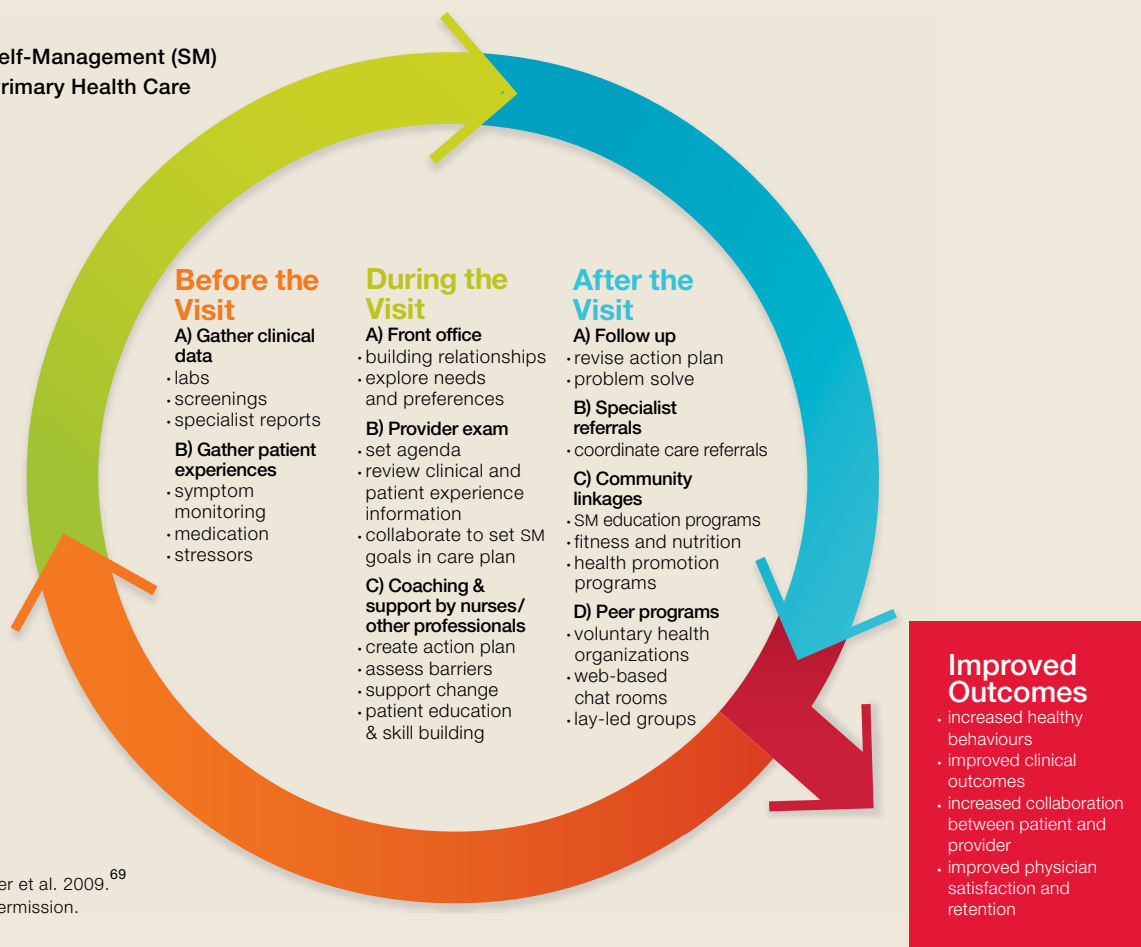 elf-Management (SM)
rimary Health Care
Before the
Visit
A) Gather clinical
data
· labs
· screenings
· specialist reports
B) Gather patient
experiences
· symptom
monitoring
· medication
· stressors
During the
Visit
A) Front office
· building relationships
· explore needs
and preferences
B) Provider exam
· set agenda
· review clinical and
patient experience
information
· collaborate to set SM
goals in care plan
C) Coaching &
support by nurses/
other professionals
· create action plan
· assess barriers
· support change
· patient education
& skill building
After the
Visit
A) Follow up
· revise action plan
· problem solve
B) Specialist
referrals
· coordinate care referrals
C) Community
linkages
· SM education programs
· fitness and nutrition
· health promotion
programs
D) Peer programs
· voluntary health
organizations
· web-based
chat rooms
· lay-led groups
Improved
Outcomes
· increased healthy
behaviours
· improved clinical
outcomes
· increased collaboration
between patient and
provider
· improved physician
satisfaction and
retention
er et al. 2009.69
ermission.